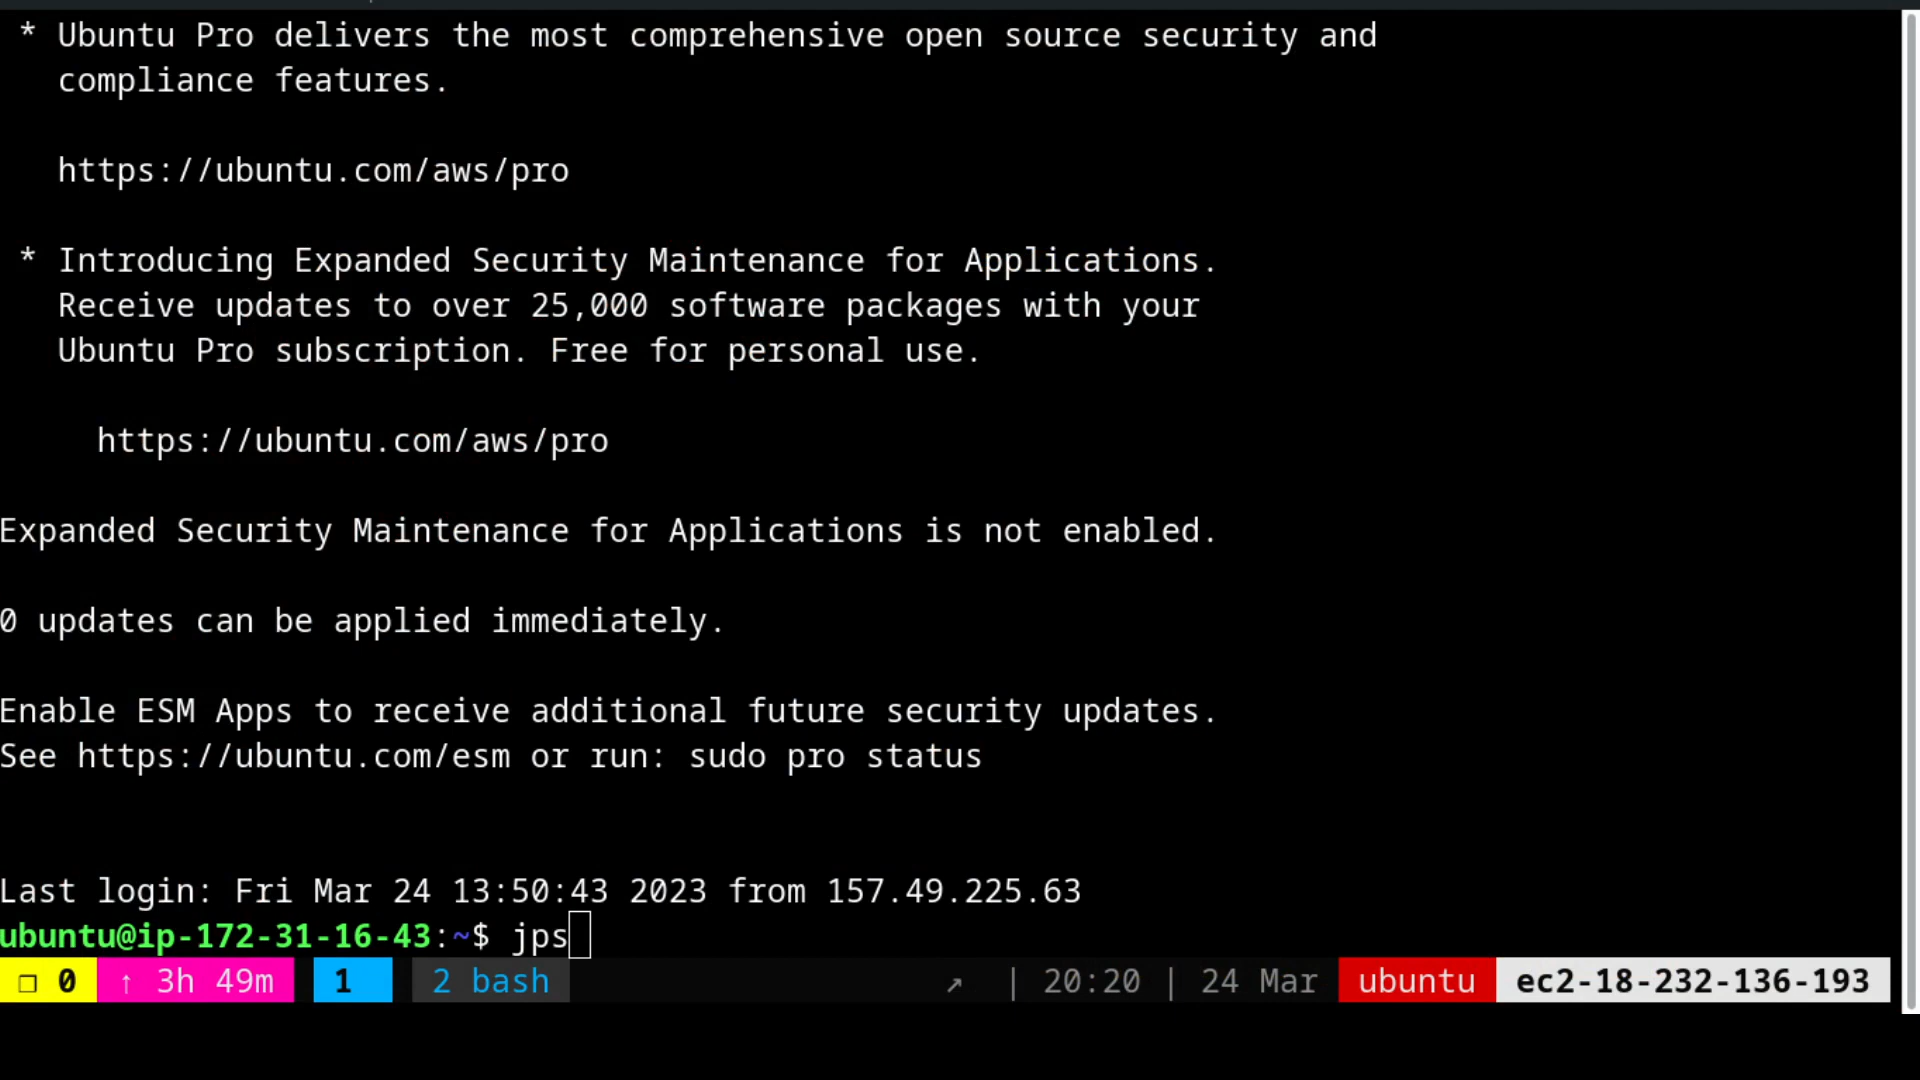 * Ubuntu Pro delivers the most comprehensive open source security and
compliance features.
https://ubuntu.com/aws/pro
* Introducing Expanded Security Maintenance for Applications.
Receive updates to over 25,000 software packages with your
Ubuntu Pro subscription. Free for personal use.
https://ubuntu.com/aws/pro
Expanded Security Maintenance for Applications is not enabled.
0 updates can be applied immediately.
Enable ESM Apps to receive additional future security updates.
See https://ubuntu.com/esm or run: sudo pro status
Last login: Fri Mar 24 13:50:43 2023 from 157.49.225.63
ubuntu@ip-172-31-16-43:~$ jps
❐ 0 ↑ 3h 49m 1 2 bash ↗ | 20:20 | 24 Mar ubuntu ec2-18-232-136-193